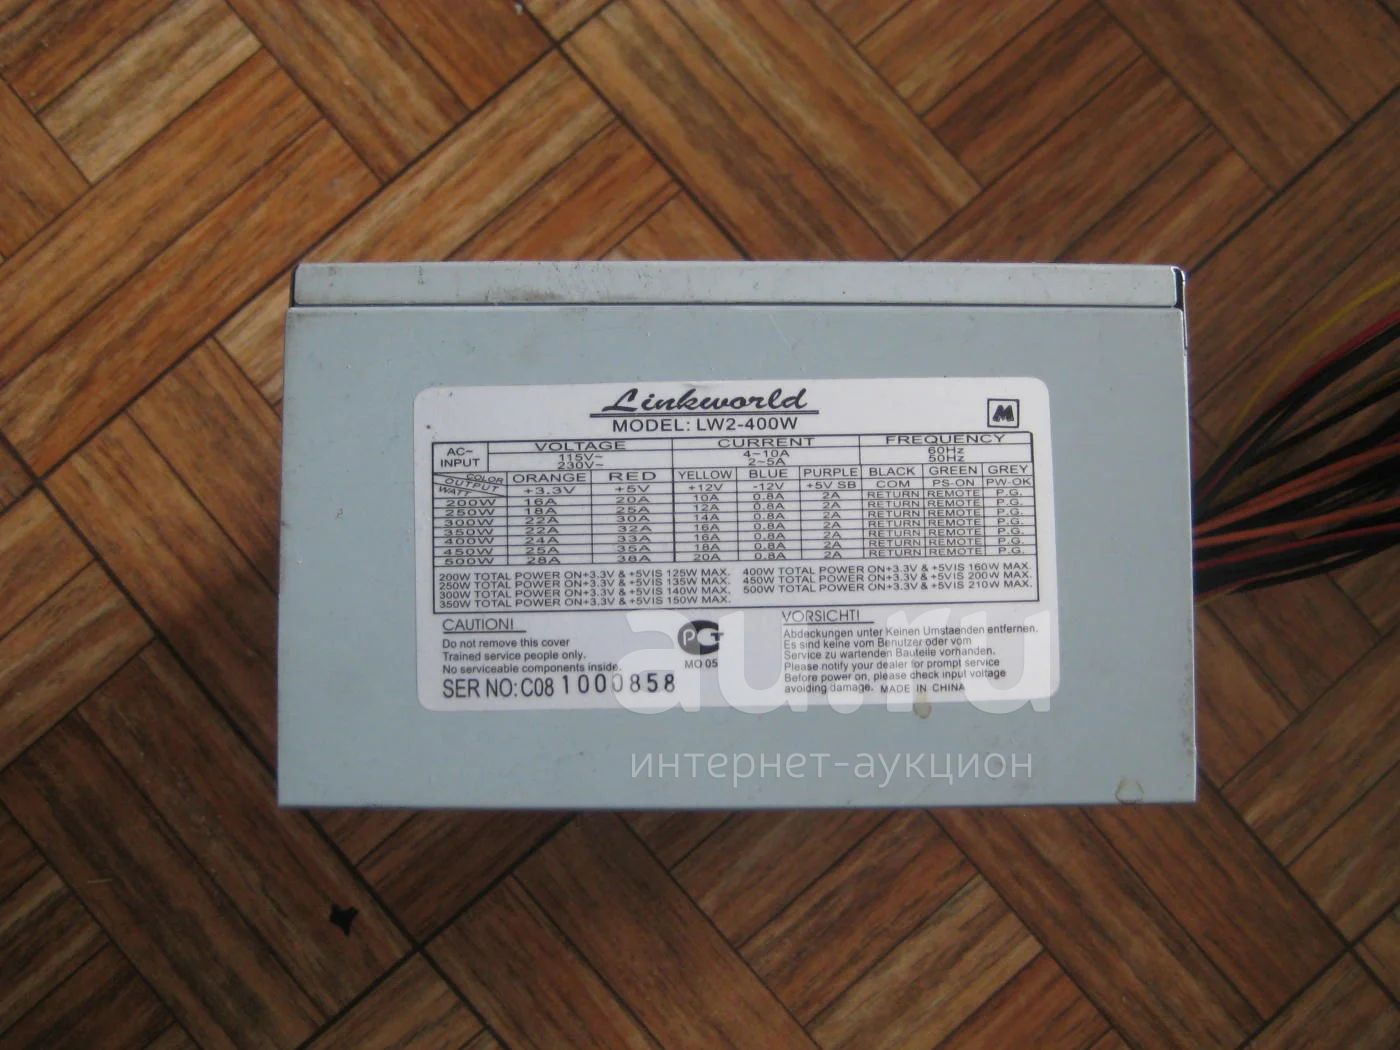 Linkworld
M
MODEL: LW2-400W
AC~ INPUT VOLTAGE CURRENT FREQUENCY
115V~ 4~10A 60Hz
230V~ 2~5A 50Hz
COLOR OUTPUT WATT ORANGE RED YELLOW BLUE PURPLE BLACK GREEN GREY
+3.3V +5V +12V -12V +5V SB COM PS-ON PW-OK
200W 16A 20A 10A 0.8A 2A RETURN REMOTE P.G.
250W 18A 25A 12A 0.8A 2A RETURN REMOTE P.G.
300W 22A 30A 14A 0.8A 2A RETURN REMOTE P.G.
350W 22A 32A 16A 0.8A 2A RETURN REMOTE P.G.
400W 24A 33A 16A 0.8A 2A RETURN REMOTE P.G.
450W 25A 35A 18A 0.8A 2A RETURN REMOTE P.G.
500W 28A 38A 20A 0.8A 2A RETURN REMOTE P.G.
200W TOTAL POWER ON+3.3V & +5VIS 125W MAX. 400W TOTAL POWER ON+3.3V & +5VIS 160W MAX.
250W TOTAL POWER ON+3.3V & +5VIS 135W MAX. 450W TOTAL POWER ON+3.3V & +5VIS 200W MAX.
300W TOTAL POWER ON+3.3V & +5VIS 140W MAX. 500W TOTAL POWER ON+3.3V & +5VIS 210W MAX.
350W TOTAL POWER ON+3.3V & +5VIS 150W MAX.
CAUTION!
Do not remove this cover
Trained service people only.
No serviceable components inside.
SER NO: C08 1000858
РСТ
MO 05
VORSICHT!
Abdeckungen unter Keinen Umstaenden entfernen.
Es sind keine vom Benutzer oder vom
Service zu wartenden Bauteile vorhanden.
Please notify your dealer for prompt service
Before power on, please check input voltage
avoiding damage. MADE IN CHINA
au.ru
интернет-аукцион